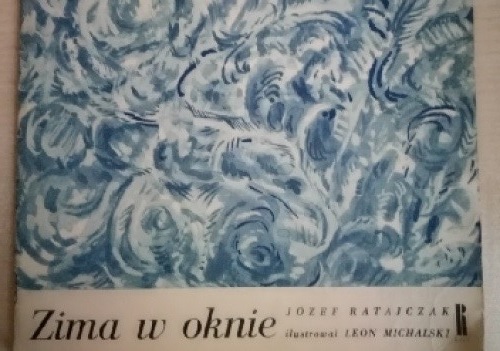 Zima w oknie
JÓZEF RATAJCZAK
ilustrował LEON MICHALSKI
R